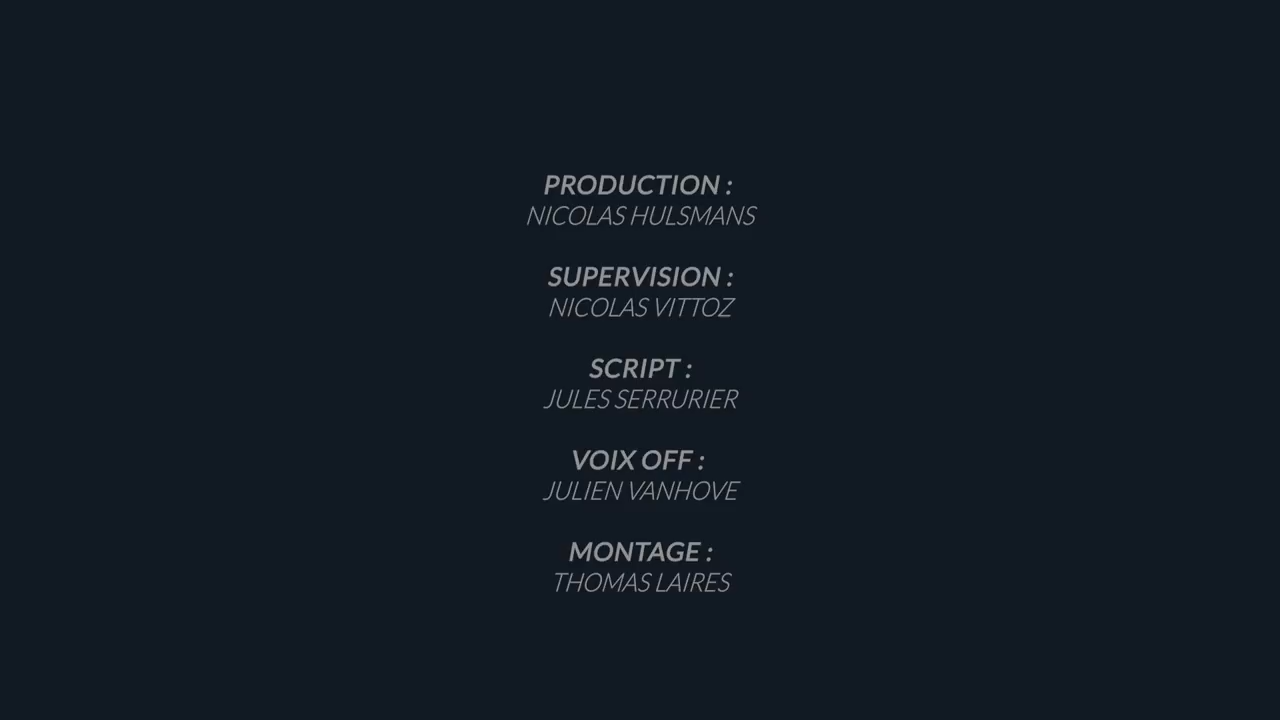 PRODUCTION :
NICOLAS HULSMANS
SUPERVISION :
NICOLAS VITTOZ
SCRIPT :
JULES SERRURIER
VOIX OFF :
JULIEN VANHOVE
MONTAGE :
THOMAS LAIRES